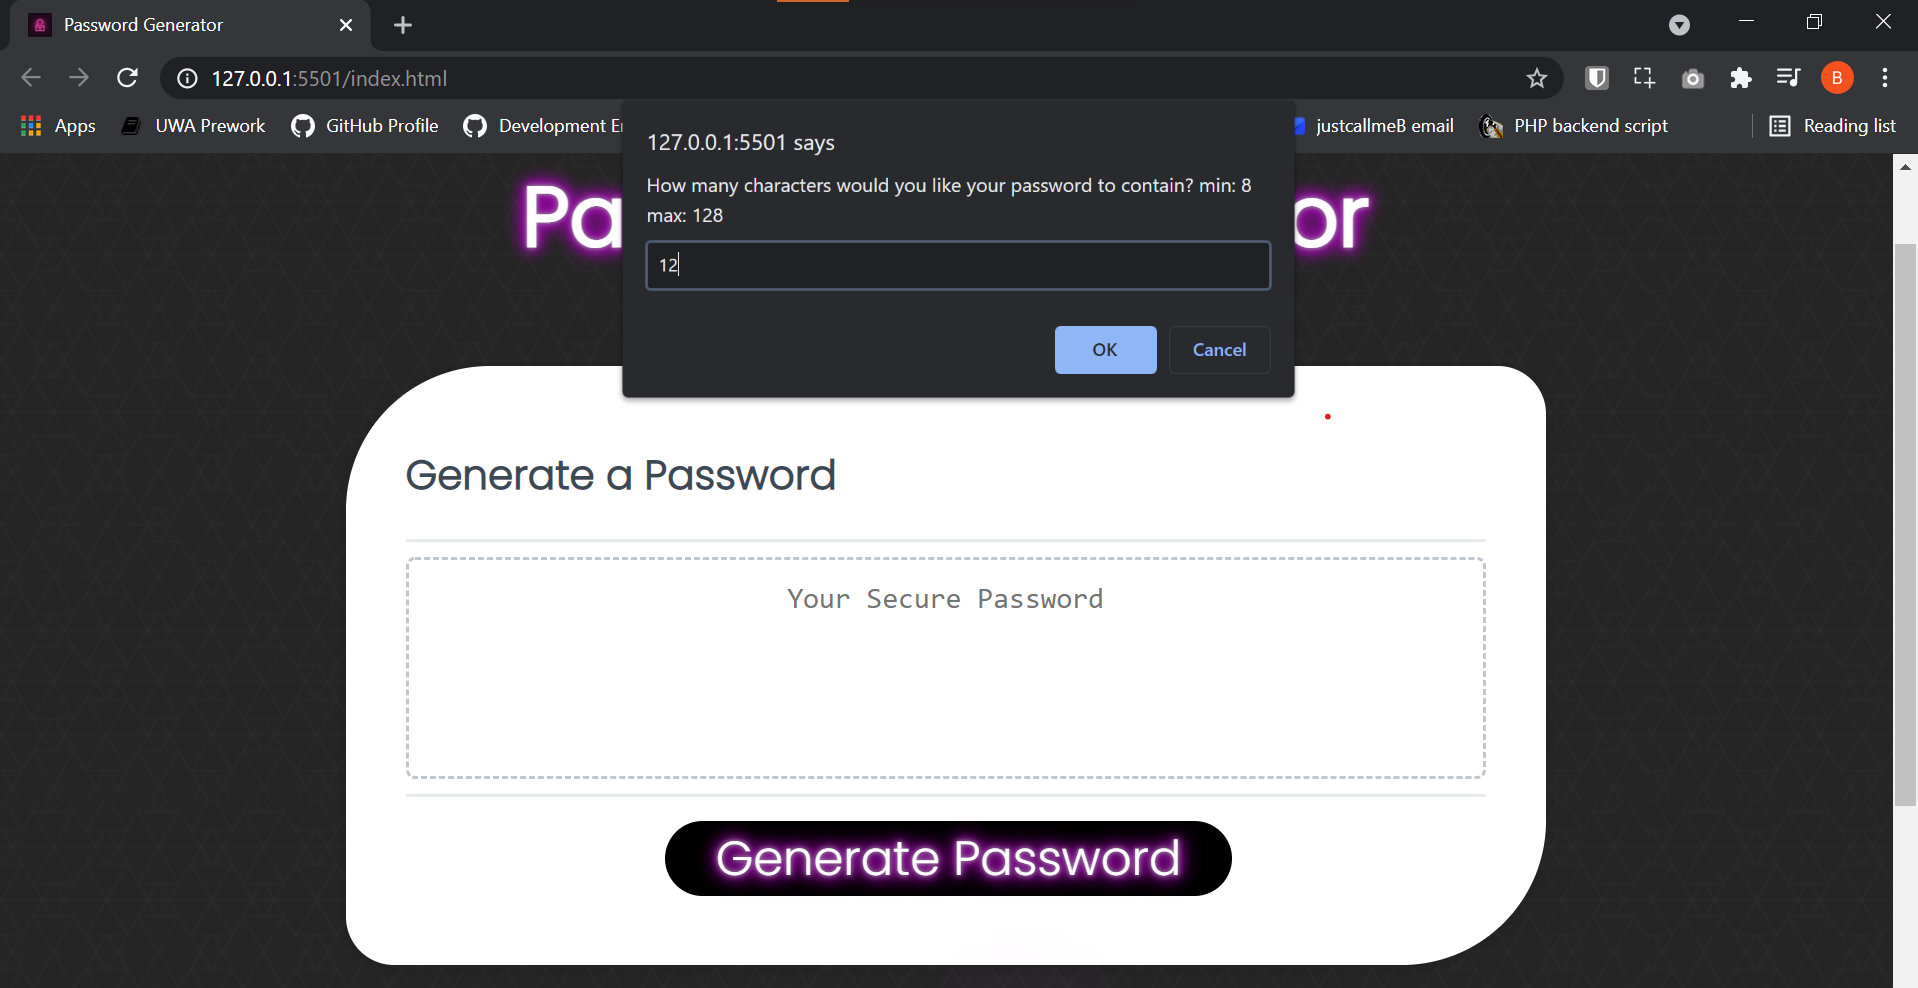 Password Generator
127.0.0.1:5501/index.html
B
Apps
UWA Prework
GitHub Profile
Development
justcallmeB email
PHP backend script
Reading list
127.0.0.1:5501 says
How many characters would you like your password to contain? min: 8
max: 128
12
OK
Cancel
Pa
or
Generate a Password
Your Secure Password
Generate Password